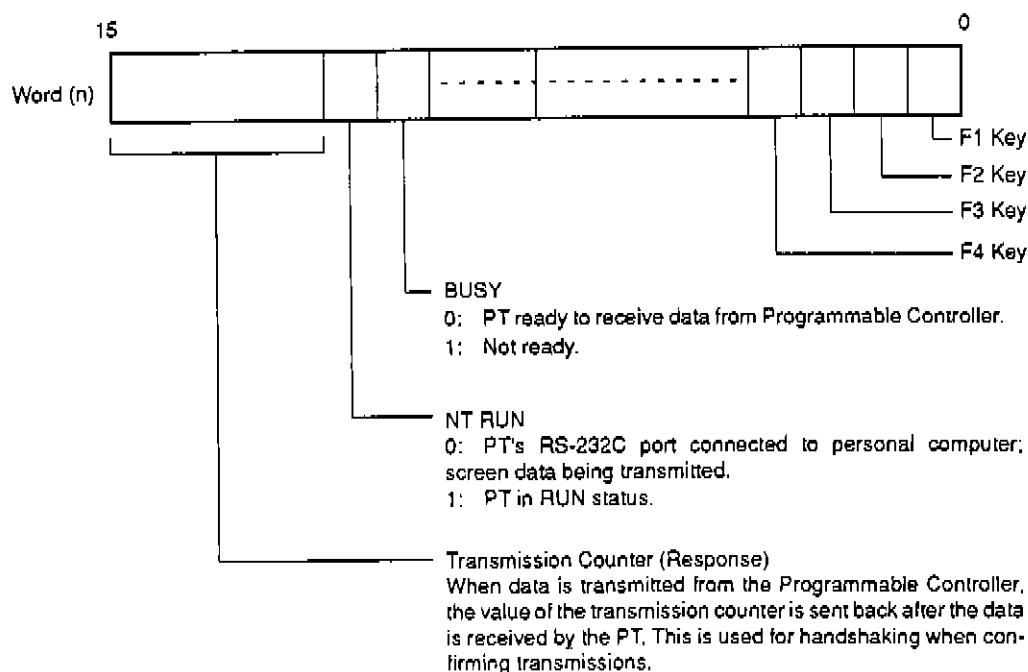 15
0
Word (n)
F1 Key
F2 Key
F3 Key
F4 Key
BUSY
0: PT ready to receive data from Programmable Controller.
1: Not ready.
NT RUN
0: PT's RS-232C port connected to personal computer;
screen data being transmitted.
1: PT in RUN status.
Transmission Counter (Response)
When data is transmitted from the Programmable Controller,
the value of the transmission counter is sent back after the data
is received by the PT. This is used for handshaking when con-
firming transmissions.